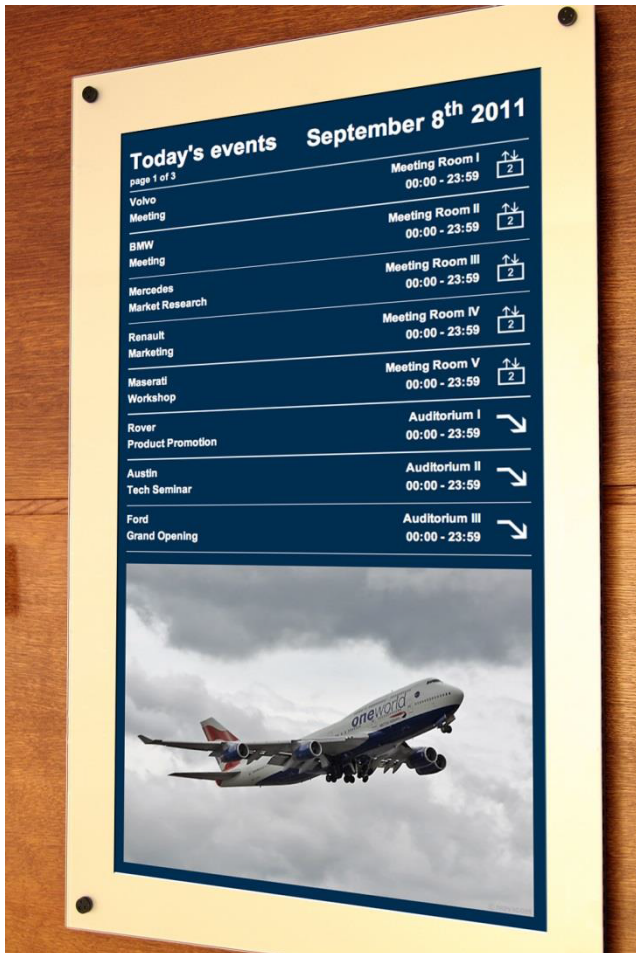 Today's events September 8th 2011
page 1 of 3
Volvo Meeting Room I
Meeting 00:00 - 23:59 2
BMW Meeting Room II
Meeting 00:00 - 23:59 2
Mercedes Meeting Room III
Market Research 00:00 - 23:59 2
Renault Meeting Room IV
Marketing 00:00 - 23:59 2
Maserati Meeting Room V
Workshop 00:00 - 23:59 2
Rover Auditorium I
Product Promotion 00:00 - 23:59
Austin Auditorium II
Tech Seminar 00:00 - 23:59
Ford Auditorium III
Grand Opening 00:00 - 23:59
oneworld